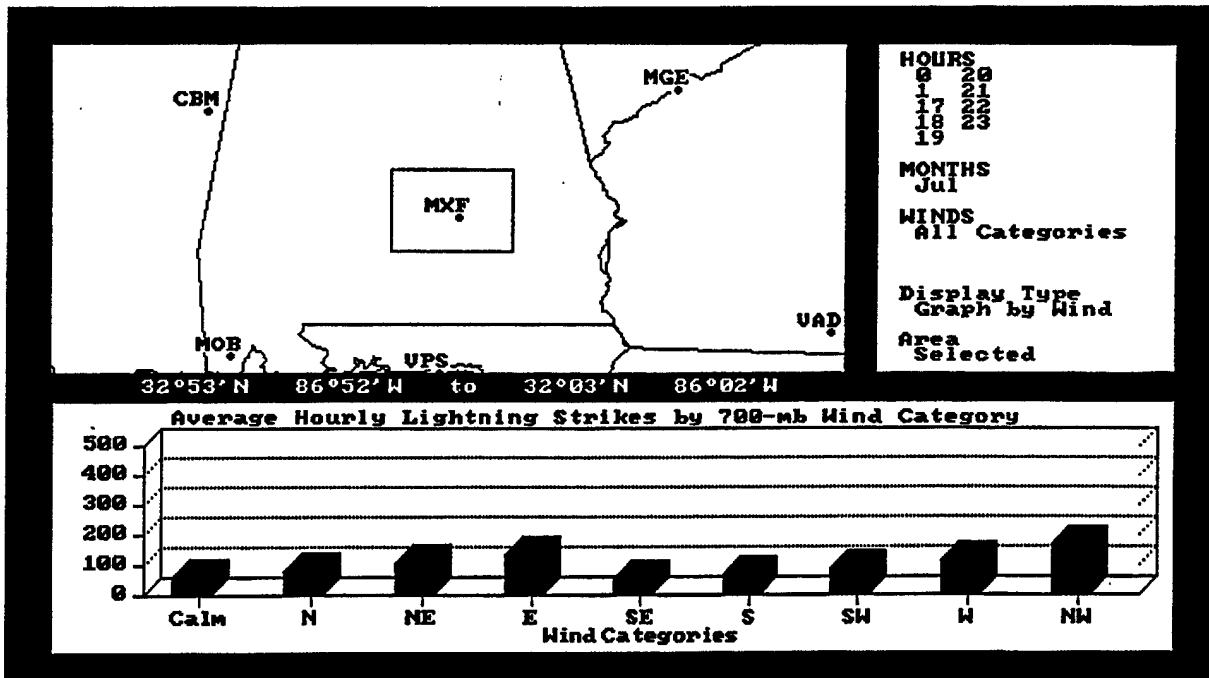 CBM
MGE
MXF
MOB
VPS
VAD
32°53'N 86°52'W to 32°03'N 86°02'W
HOURS
0 20
1 21
17 22
18 23
19
MONTHS
Jul
WINDS
All Categories
Display Type
Graph by Wind
Area
Selected
Average Hourly Lightning Strikes by 700-mb Wind Category
500
400
300
200
100
0
Calm N NE E SE S SW W NW
Wind Categories